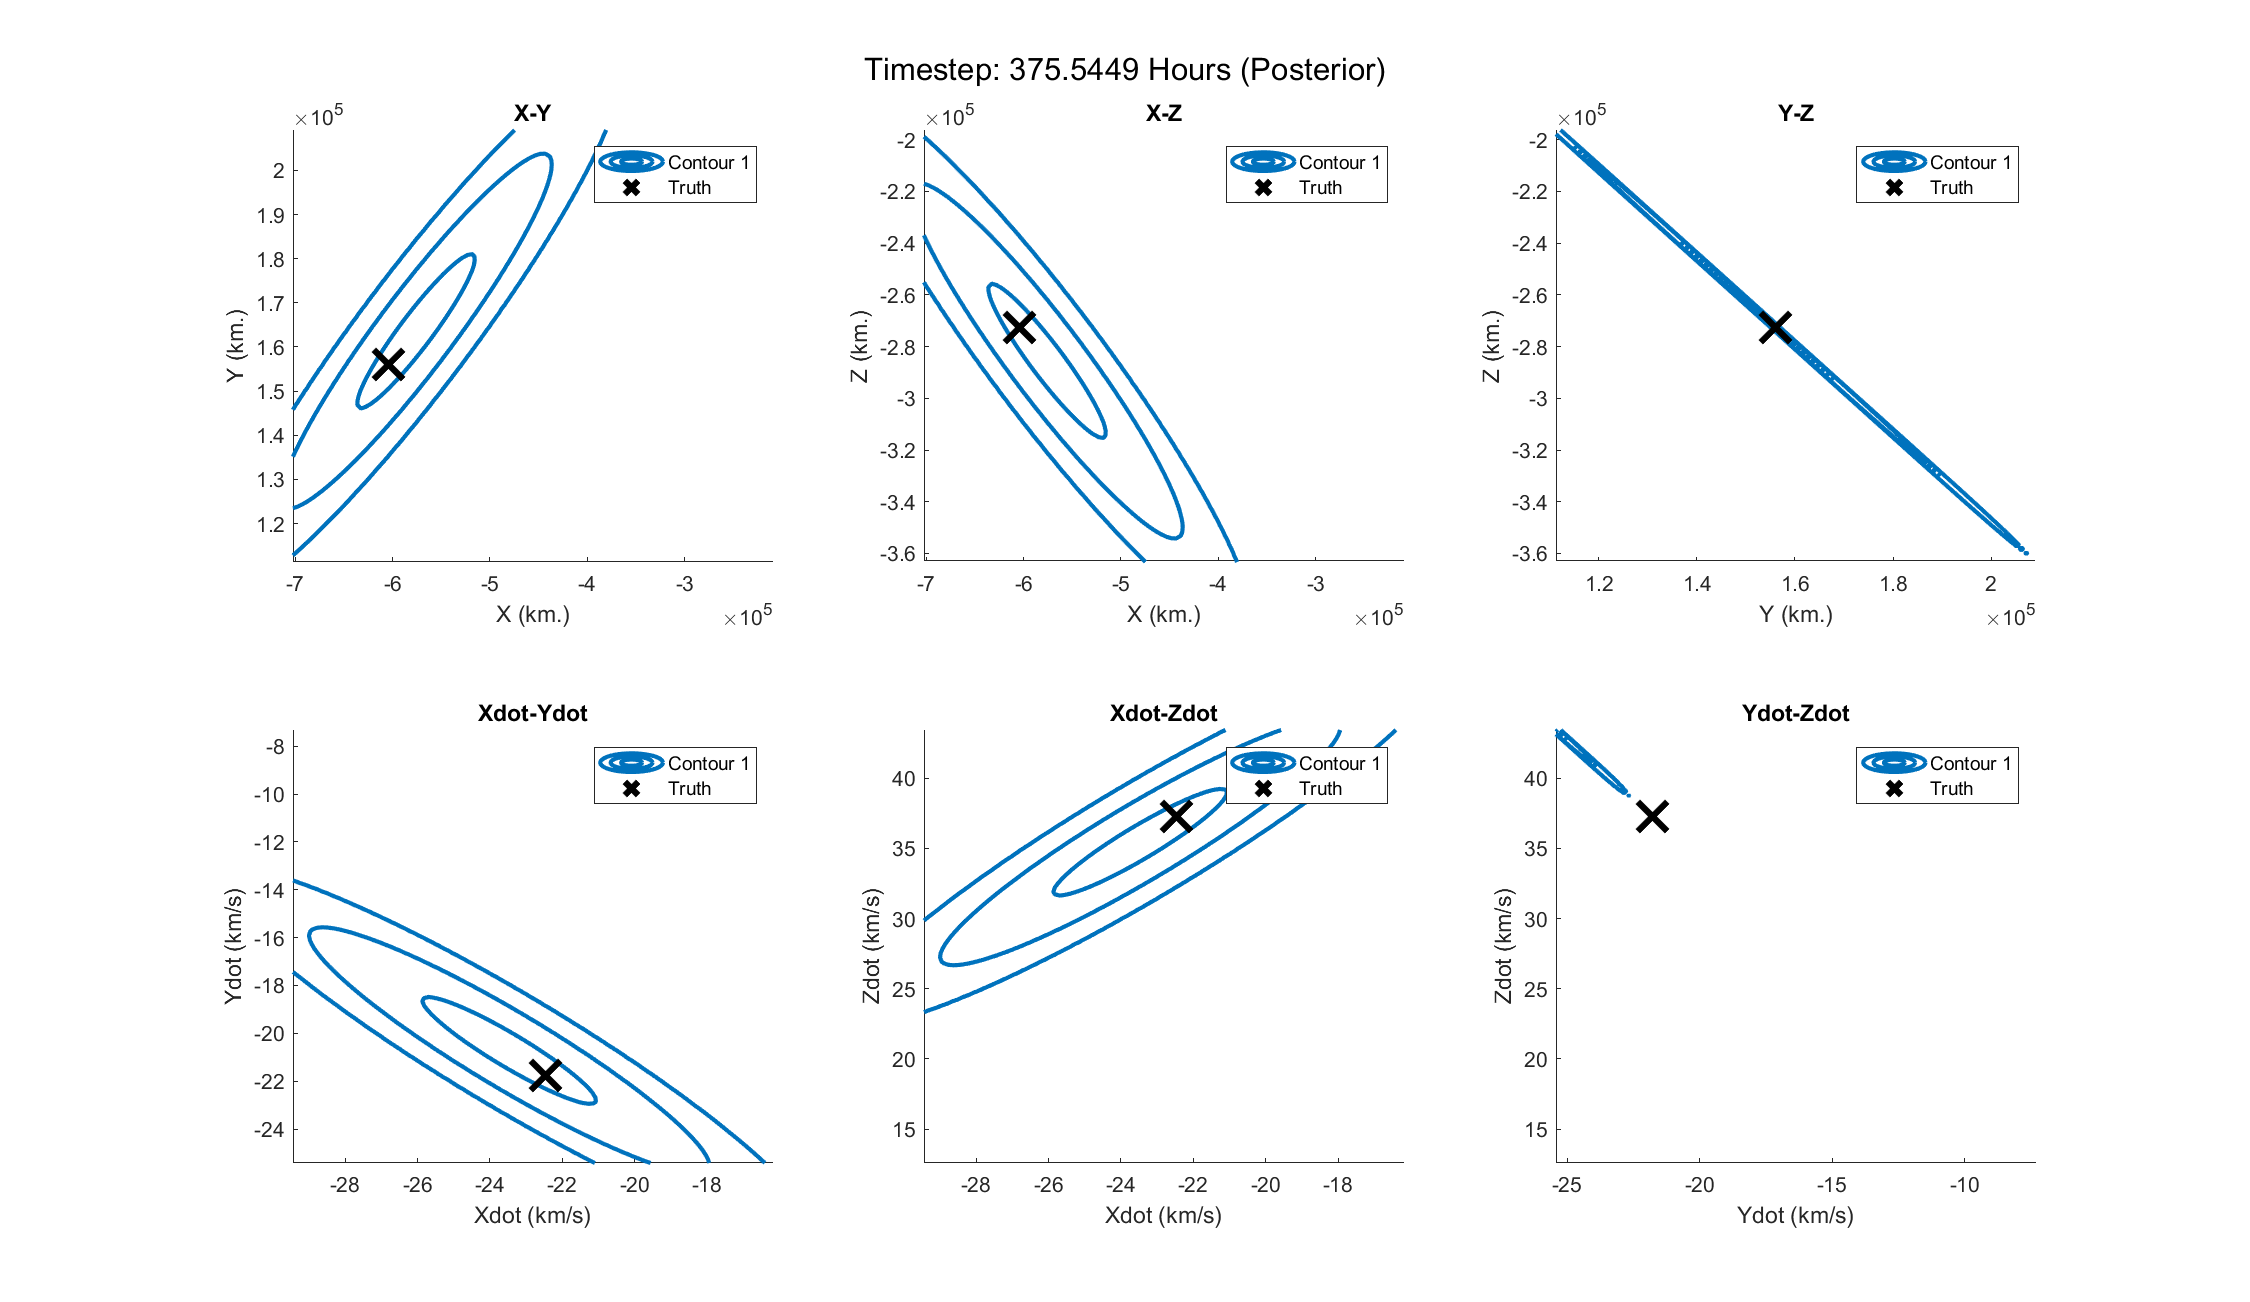 Timestep: 375.5449 Hours (Posterior)
X-Y
×10^5
Contour 1
Truth
2
1.9
1.8
1.7
1.6
1.5
1.4
1.3
1.2
Y (km.)
-7 -6 -5 -4 -3
X (km.)
×10^5
X-Z
×10^5
Contour 1
Truth
-2
-2.2
-2.4
-2.6
-2.8
-3
-3.2
-3.4
-3.6
Z (km.)
-7 -6 -5 -4 -3
X (km.)
×10^5
Y-Z
×10^5
Contour 1
Truth
-2
-2.2
-2.4
-2.6
-2.8
-3
-3.2
-3.4
-3.6
Z (km.)
1.2 1.4 1.6 1.8 2
Y (km.)
×10^5
Xdot-Ydot
Contour 1
Truth
-8
-10
-12
-14
-16
-18
-20
-22
-24
Ydot (km/s)
-28 -26 -24 -22 -20 -18
Xdot (km/s)
Xdot-Zdot
Contour 1
Truth
40
35
30
25
20
15
Zdot (km/s)
-28 -26 -24 -22 -20 -18
Xdot (km/s)
Ydot-Zdot
Contour 1
Truth
40
35
30
25
20
15
Zdot (km/s)
-25 -20 -15 -10
Ydot (km/s)